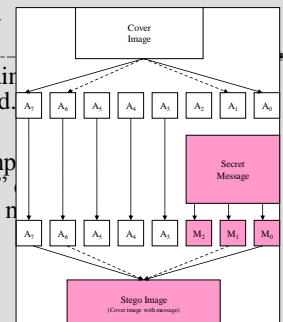 Cover
Image
A₇ A₆ A₅ A₄ A₃ A₂ A₁ A₀
Secret
Message
A₇ A₆ A₅ A₄ A₃ M₂ M₁ M₀
Stego Image
(Cover image with message)